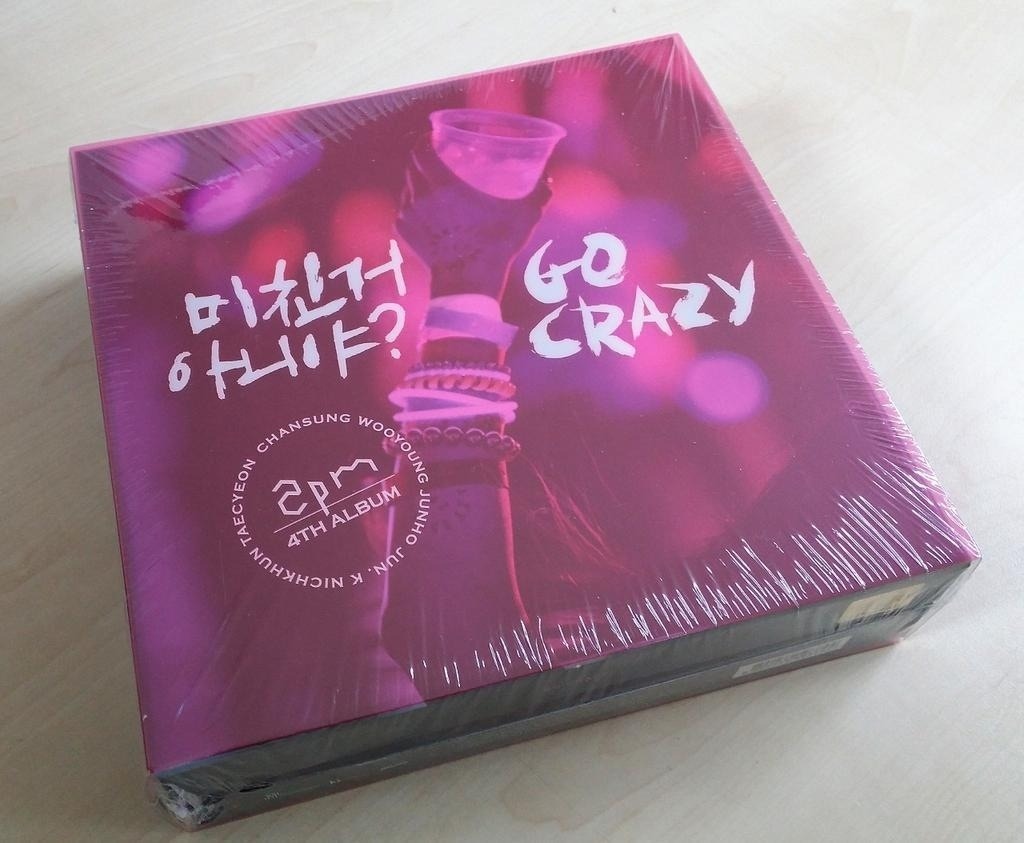 미친거
아니야?
GO
CRAZY
CHANSUNG WOOYOUNG JUNHO JUN. K NICHKHUN TAECYEON
2pm
4TH ALBUM